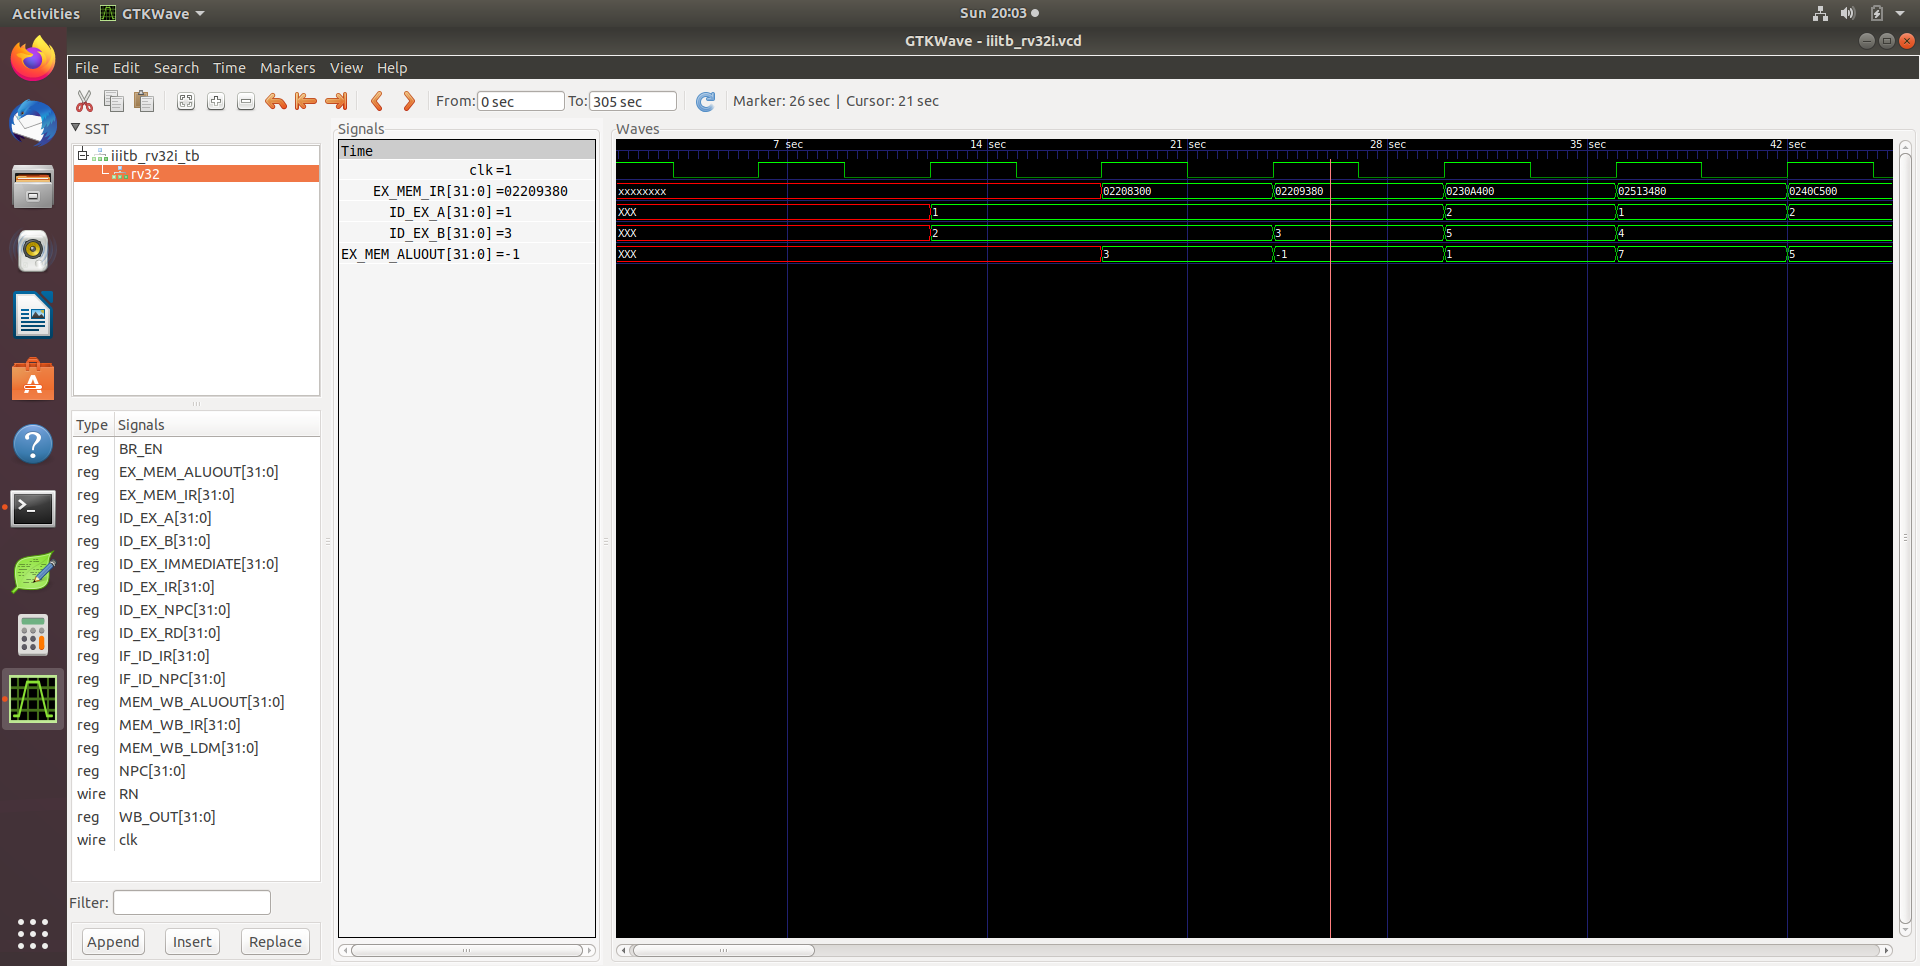 Activities GTKWave Sun 20:03
GTKWave - iiitb_rv32i.vcd
File Edit Search Time Markers View Help
From: 0 sec To: 305 sec Marker: 26 sec | Cursor: 21 sec
SST
iiitb_rv32i_tb
rv32
Type Signals
reg BR_EN
reg EX_MEM_ALUOUT[31:0]
reg EX_MEM_IR[31:0]
reg ID_EX_A[31:0]
reg ID_EX_B[31:0]
reg ID_EX_IMMEDIATE[31:0]
reg ID_EX_IR[31:0]
reg ID_EX_NPC[31:0]
reg ID_EX_RD[31:0]
reg IF_ID_IR[31:0]
reg IF_ID_NPC[31:0]
reg MEM_WB_ALUOUT[31:0]
reg MEM_WB_IR[31:0]
reg MEM_WB_LDM[31:0]
reg NPC[31:0]
wire RN
reg WB_OUT[31:0]
wire clk
Filter:
Append Insert Replace
Signals
Time
clk =1
EX_MEM_IR[31:0] =02209380
ID_EX_A[31:0] =1
ID_EX_B[31:0] =3
EX_MEM_ALUOUT[31:0] =-1
Waves
7 sec 14 sec 21 sec 28 sec 35 sec 42 sec
xxxxxxxx 02208300 02209380 0230A400 02513480 0240C500
XXX 1 2 1 2
XXX 2 3 5 4
XXX 3 -1 1 7 5